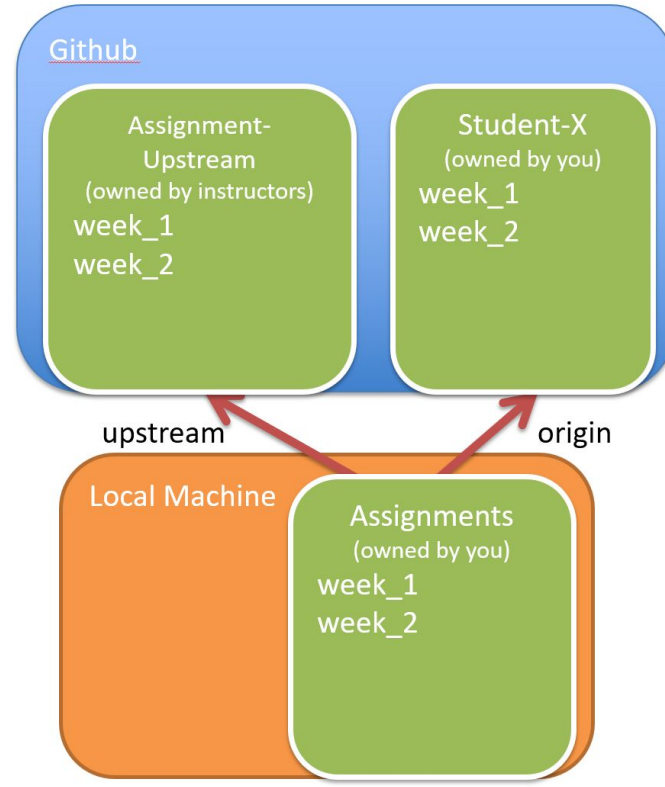 Github
Assignment-
Upstream
(owned by instructors)
week_1
week_2
Student-X
(owned by you)
week_1
week_2
upstream
origin
Local Machine
Assignments
(owned by you)
week_1
week_2